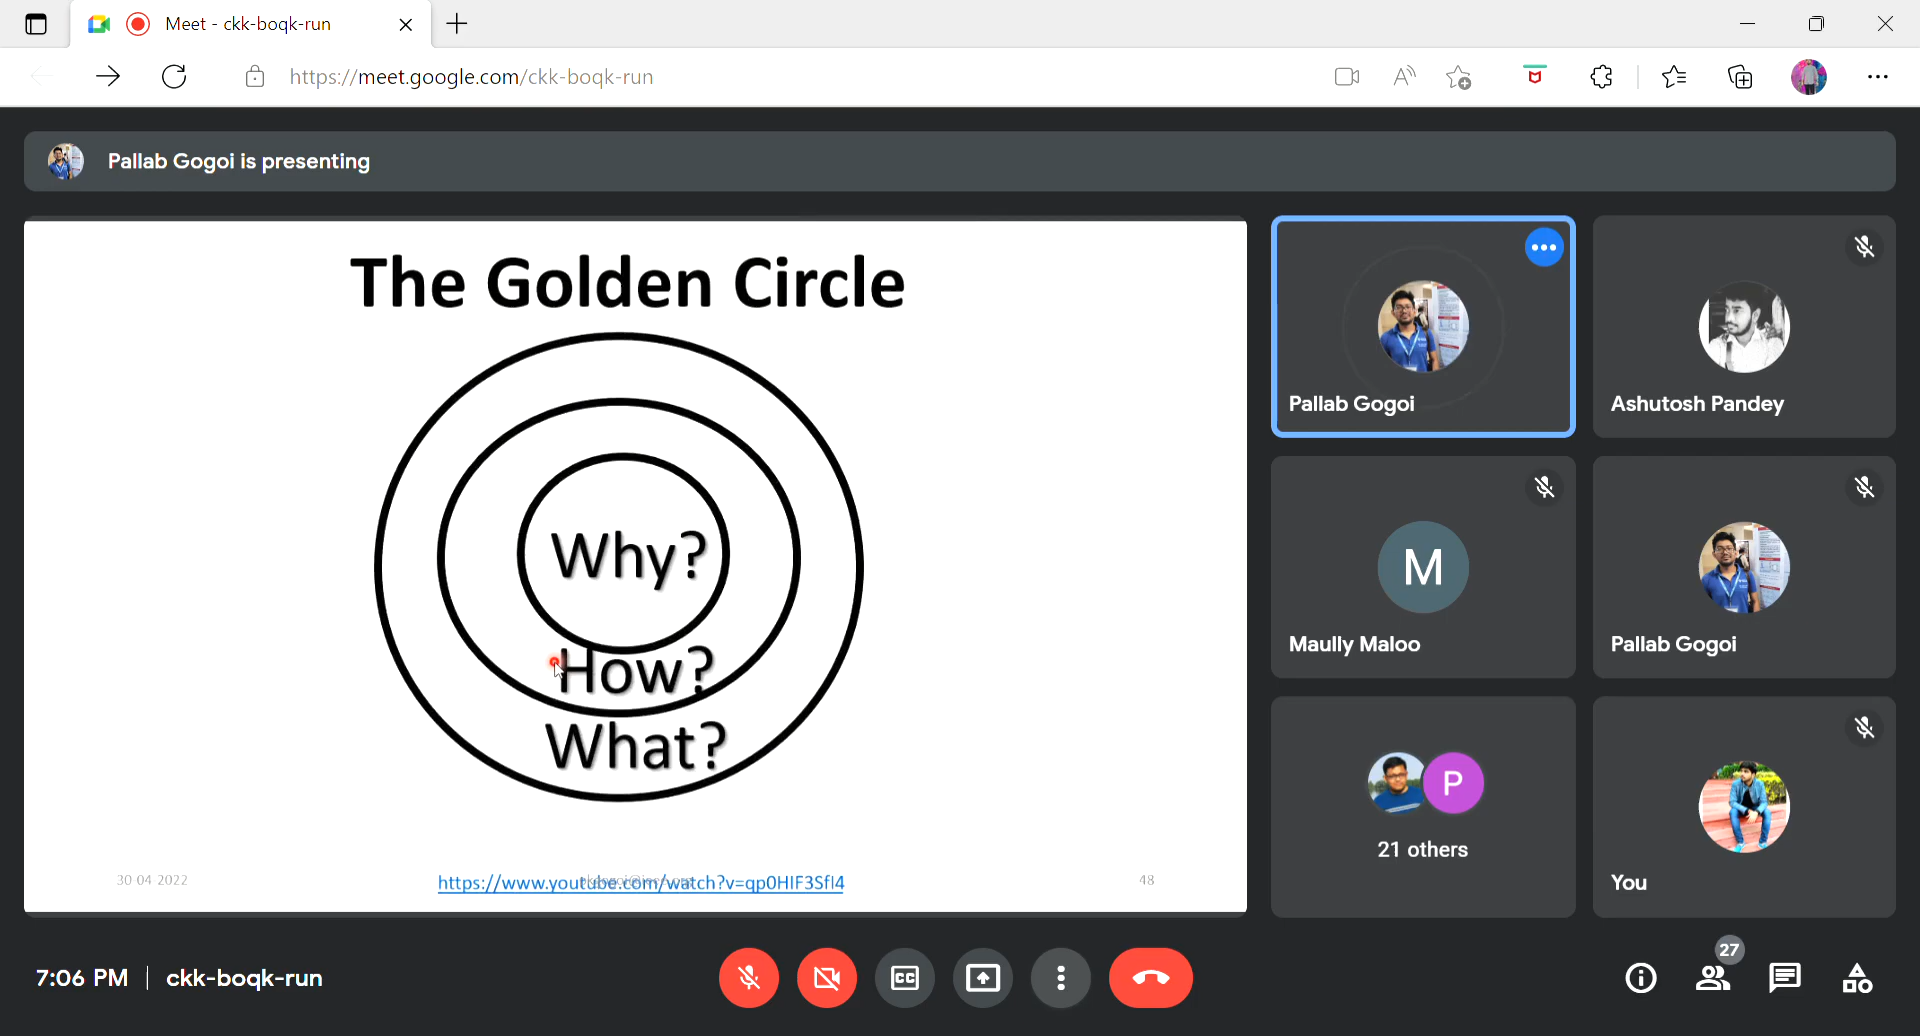 Meet - ckk-boqk-run
https://meet.google.com/ckk-boqk-run
Pallab Gogoi is presenting
The Golden Circle
Why?
How?
What?
30-04-2022
https://www.youtube.com/watch?v=qp0HIF3SfI4
48
Pallab Gogoi
Ashutosh Pandey
M
Maully Maloo
Pallab Gogoi
P
21 others
You
7:06 PM
ckk-boqk-run
CC
27